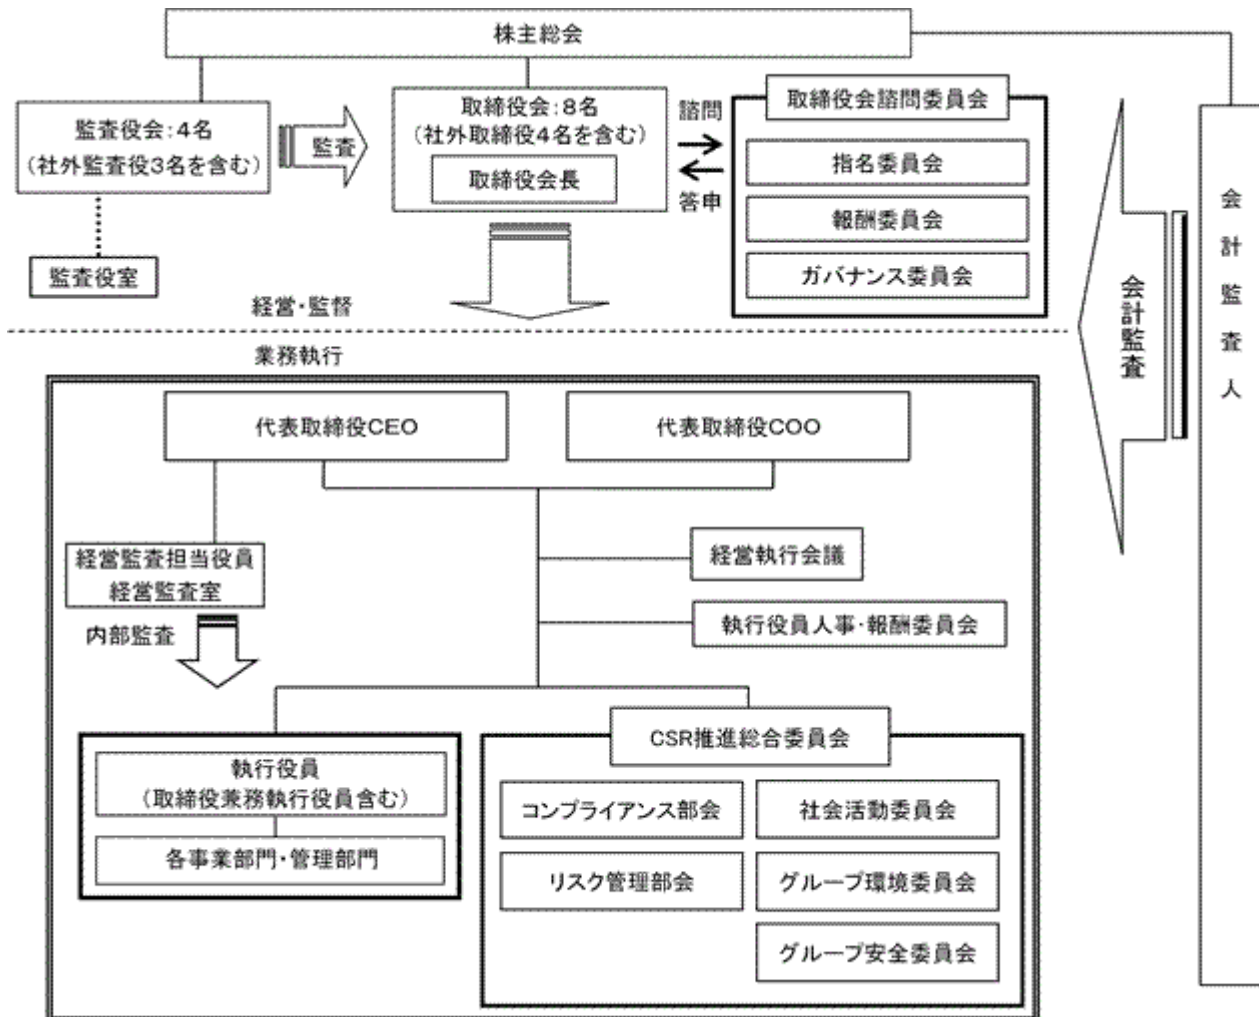 株主総会
監査役会：4名
（社外監査役3名を含む）
監査
取締役会：8名
（社外取締役4名を含む）
取締役会長
諮問
答申
取締役会諮問委員会
指名委員会
報酬委員会
ガバナンス委員会
監査役室
会計監査
会計監査人
経営・監督
業務執行
代表取締役CEO
代表取締役COO
経営監査担当役員
経営監査室
内部監査
経営執行会議
執行役員人事・報酬委員会
執行役員
（取締役兼務執行役員含む）
各事業部門・管理部門
CSR推進総合委員会
コンプライアンス部会
社会活動委員会
リスク管理部会
グループ環境委員会
グループ安全委員会